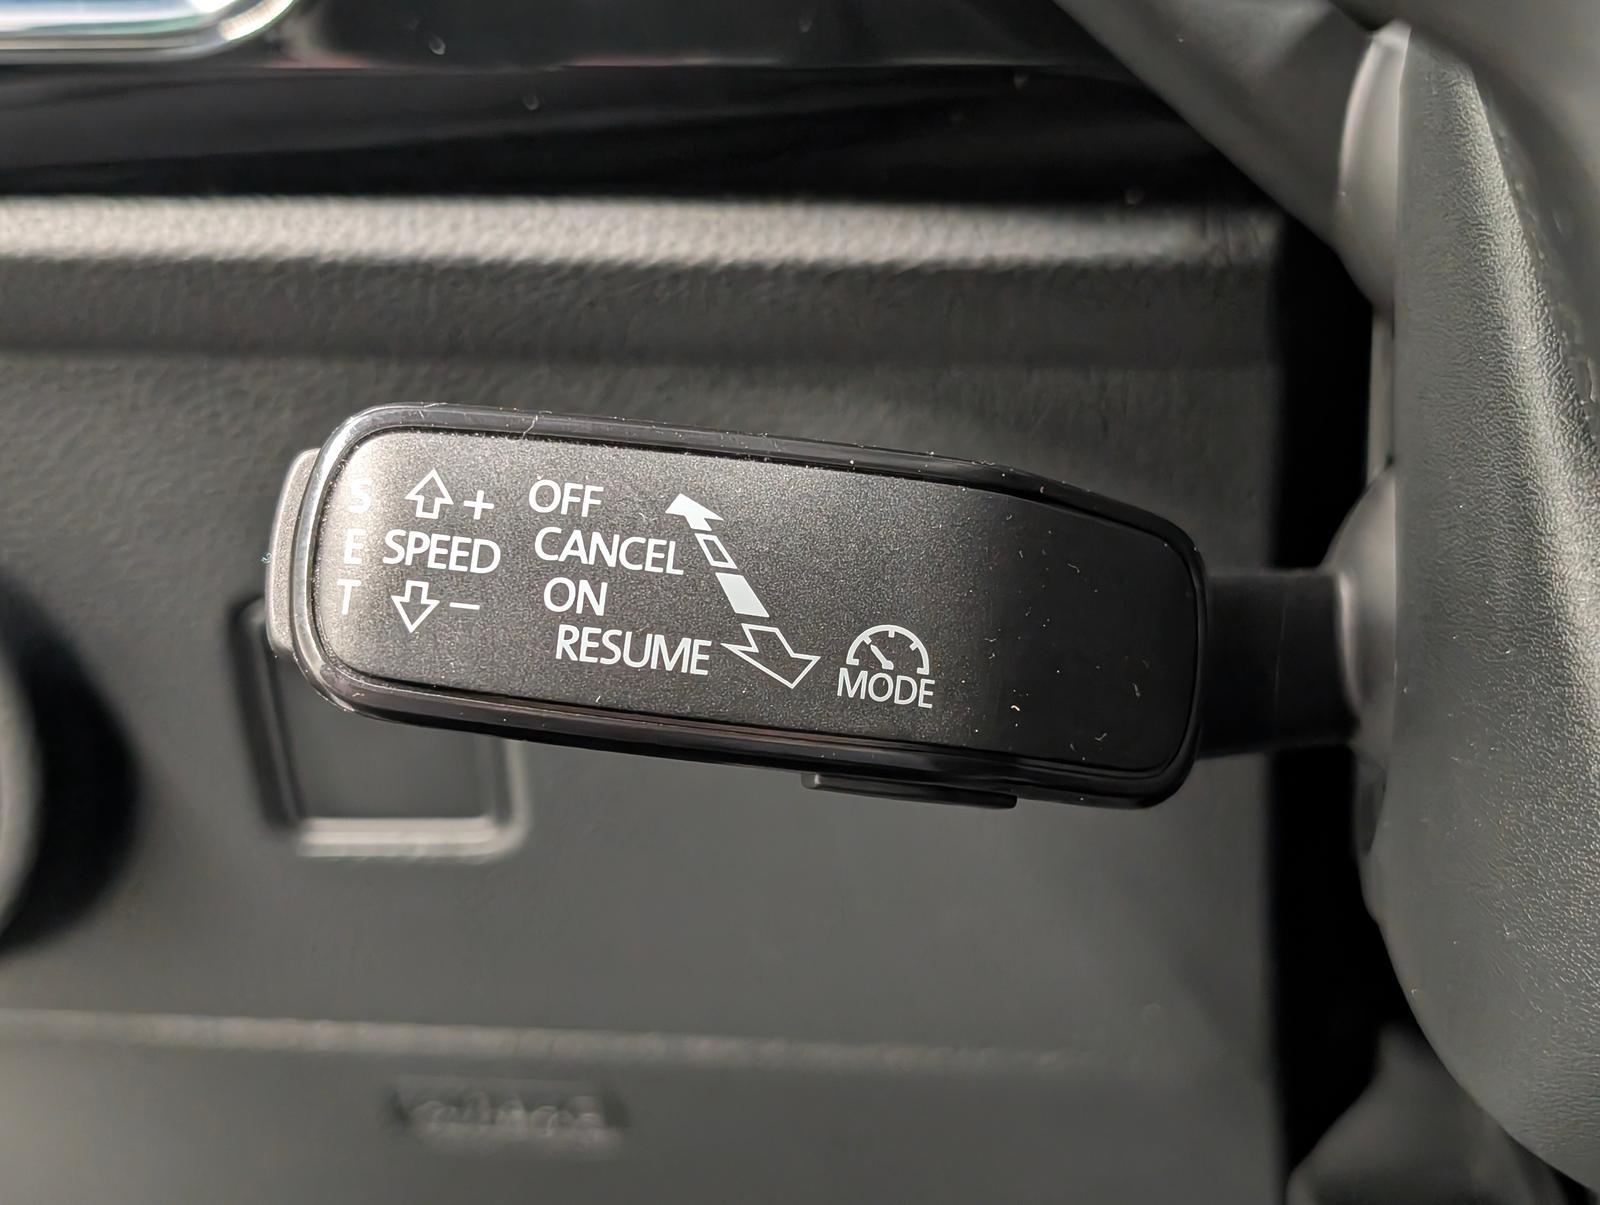 S + OFF
E SPEED CANCEL
T − ON
RESUME
MODE